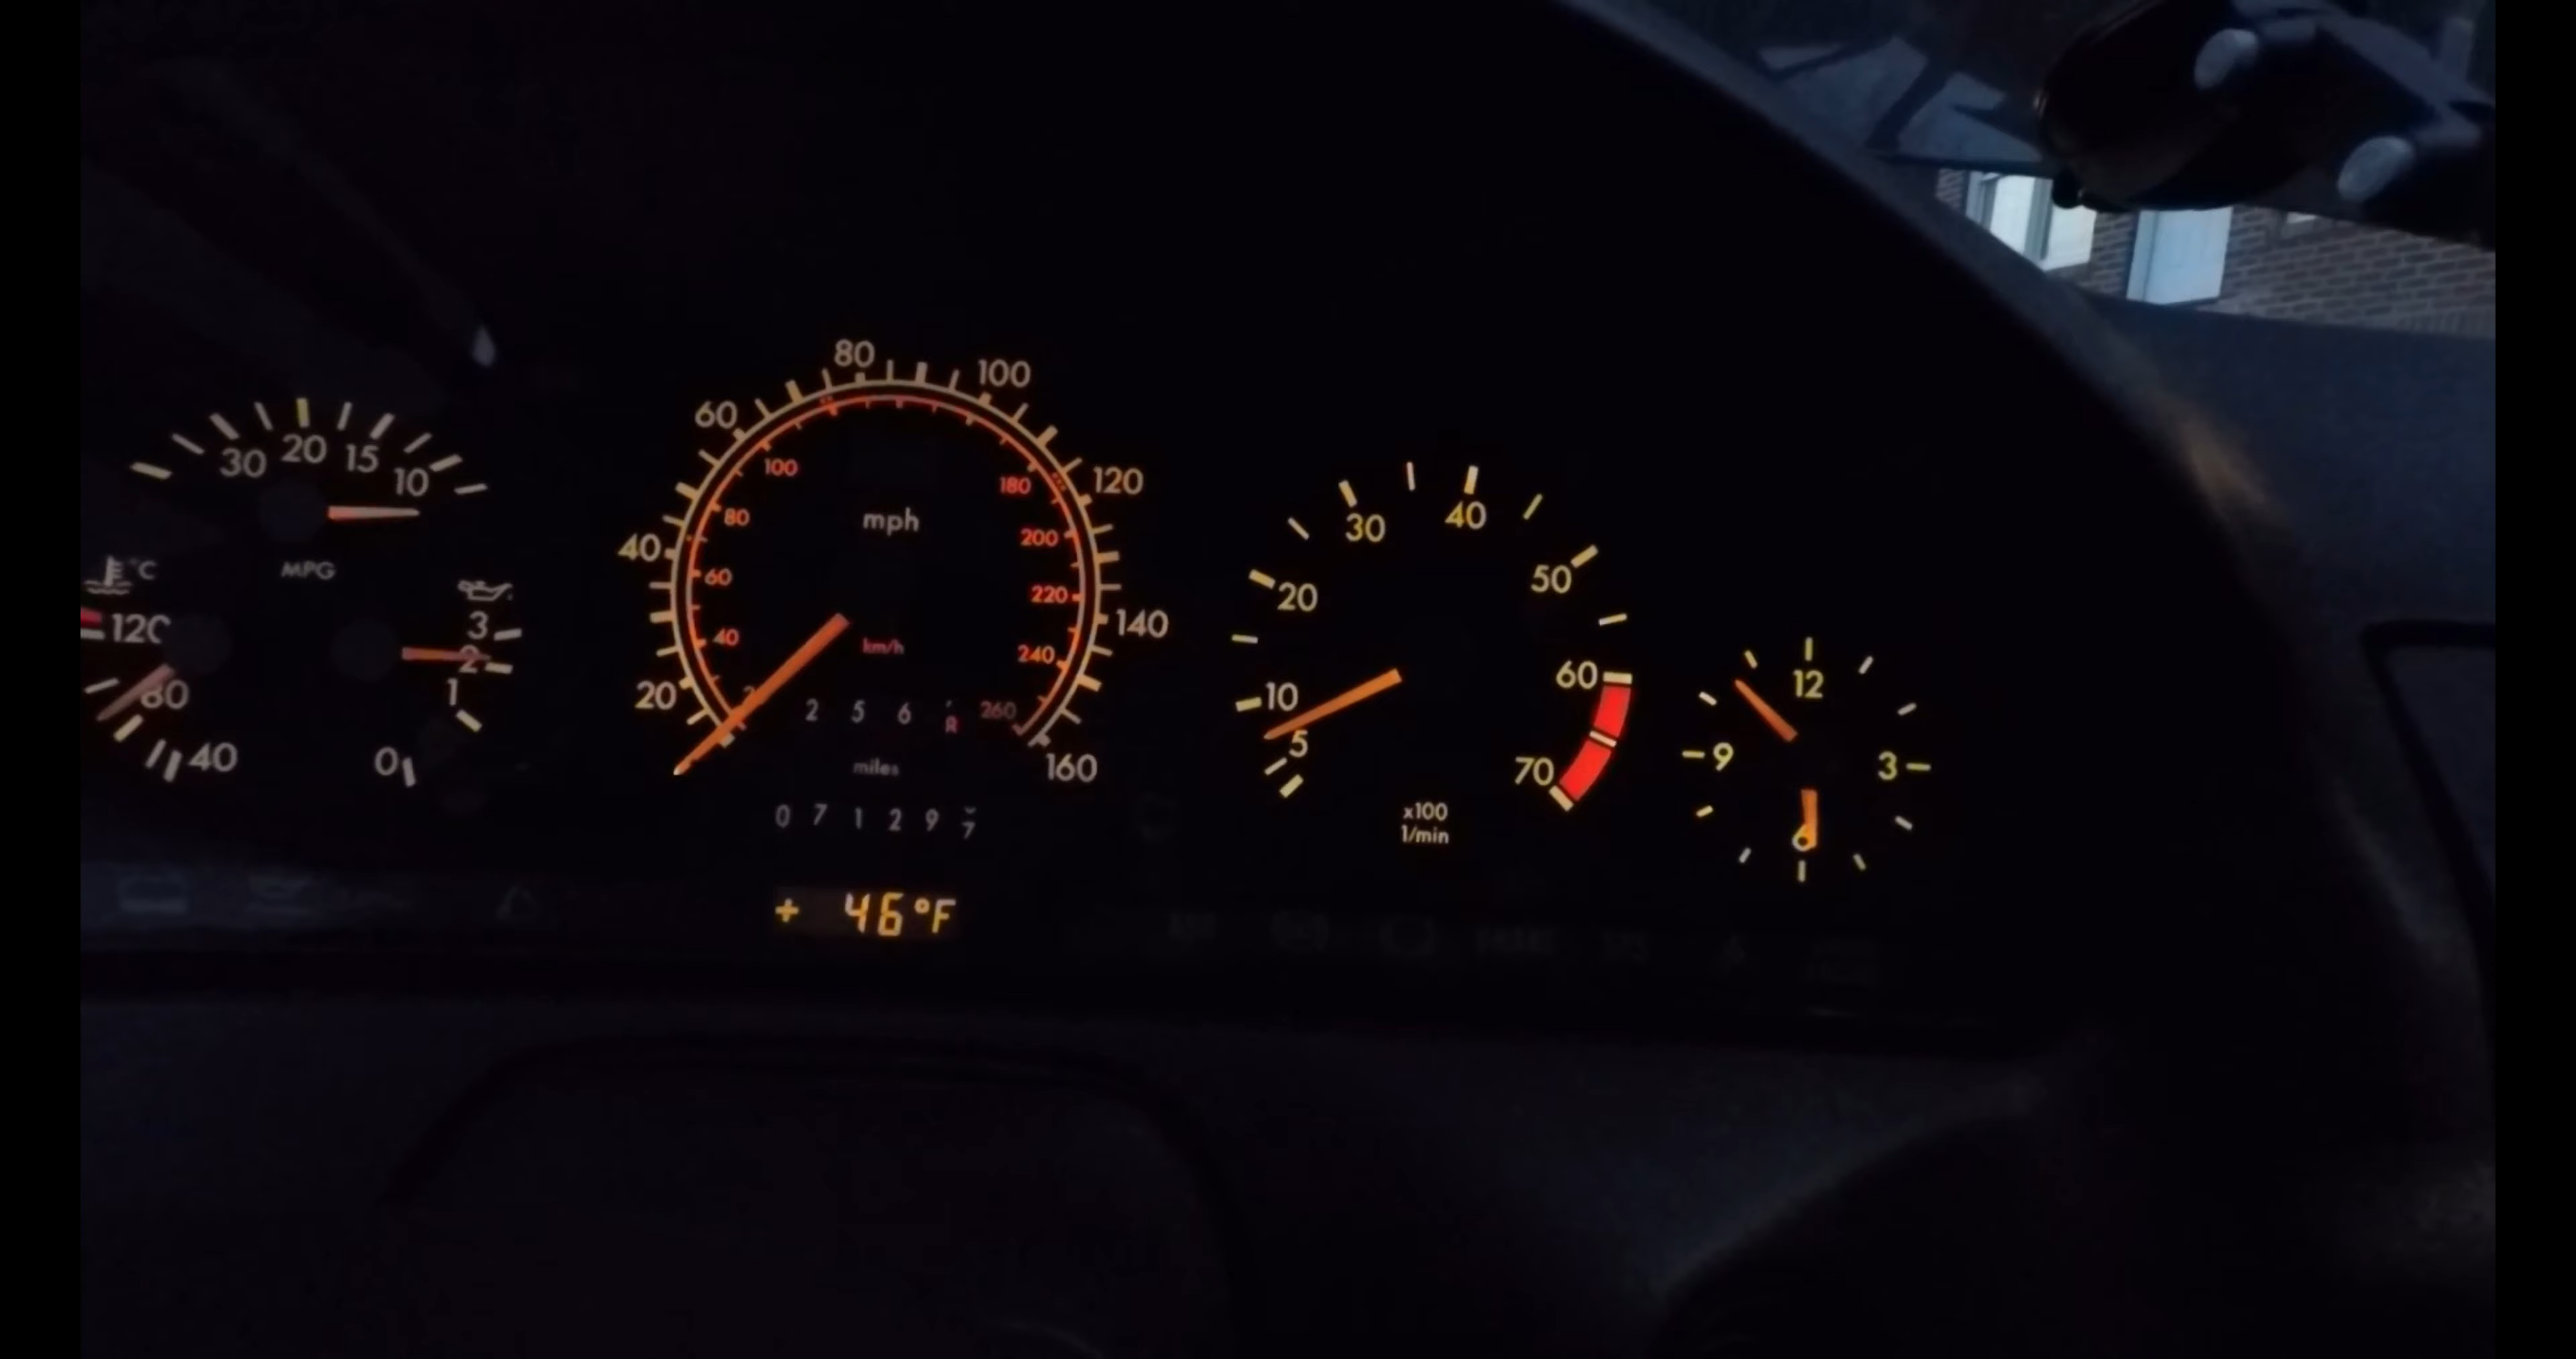 30 20 15 10
MPG
°C
120
80
40
3
2
1
0
20 40 60 80 100 120 140 160
mph
40 60 80 100 180 200 220 240 260
km/h
2 5 6
miles
0 7 1 2 9 7
+ 46°F
5 10 20 30 40 50 60 70
x100
1/min
12
3
6
9